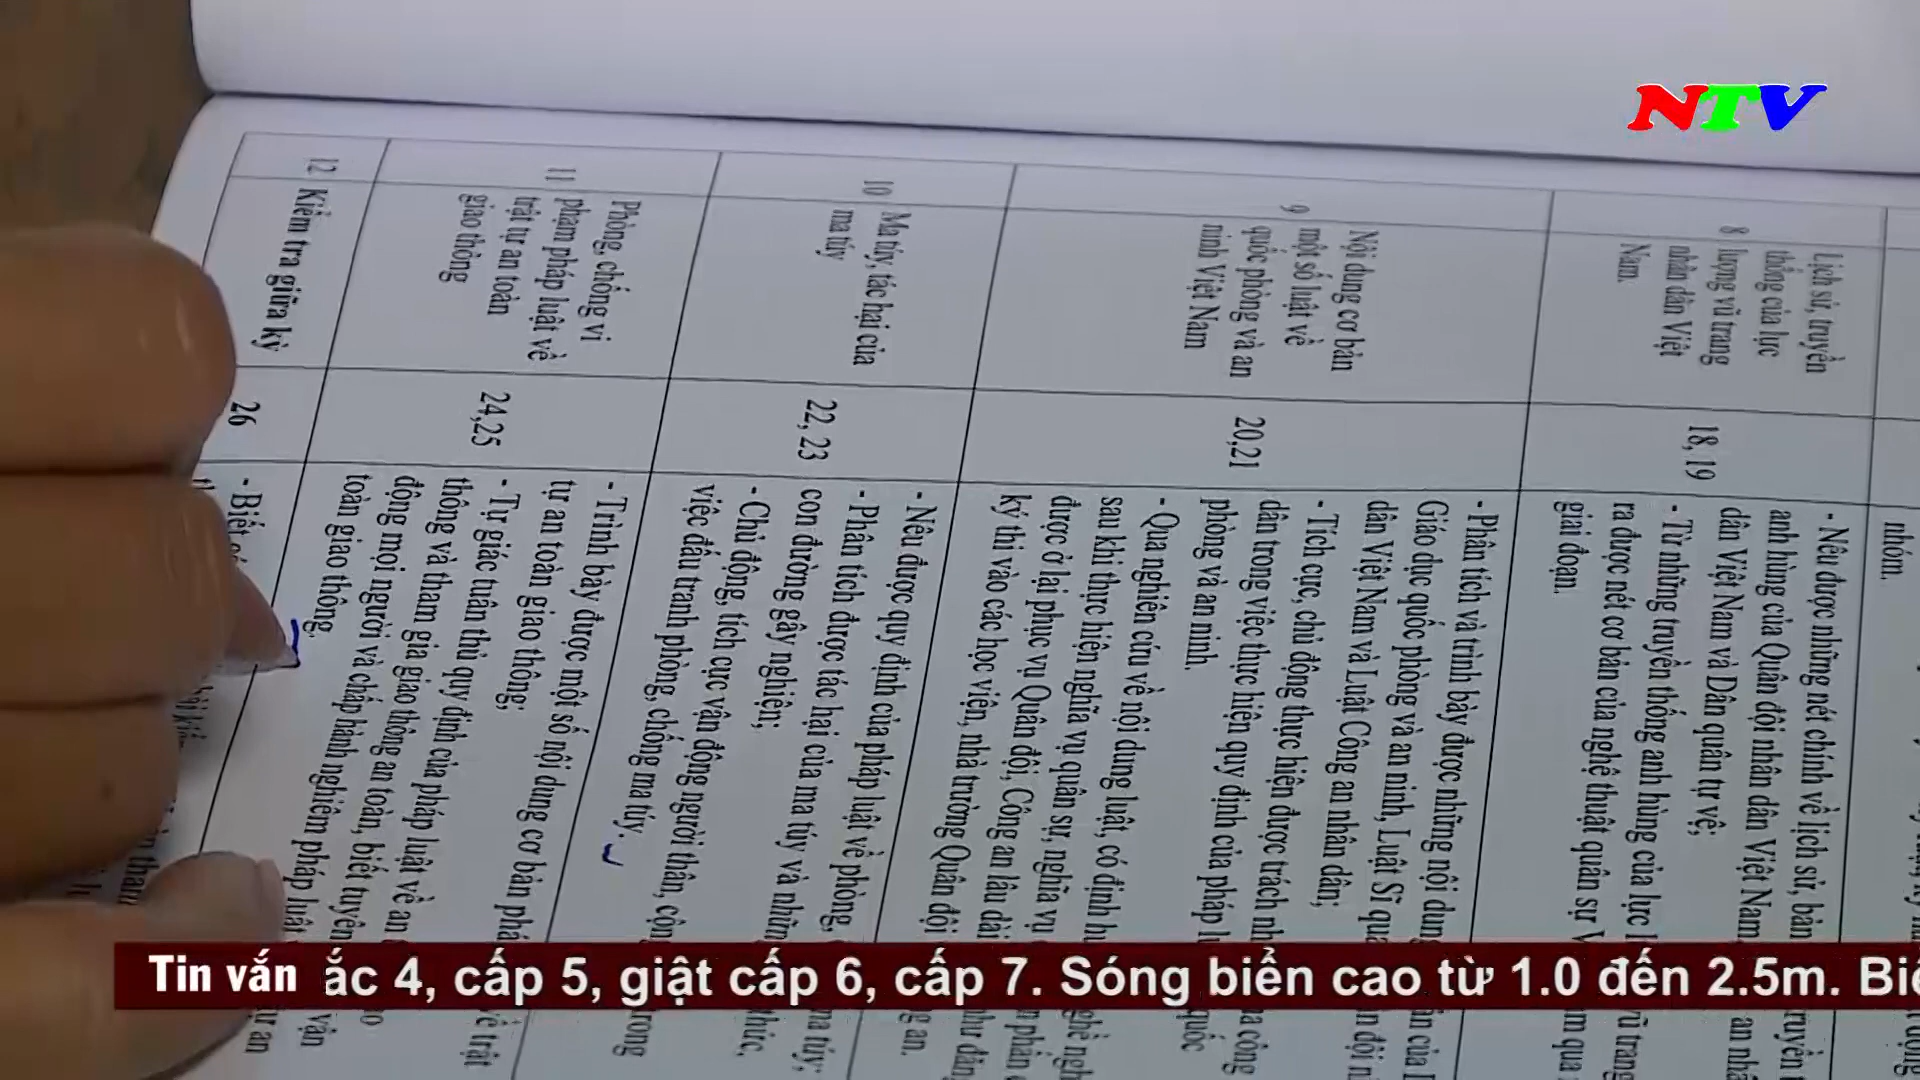 NTV
nhóm.
Lịch sử, truyền
thống của lực
8 lượng vũ trang
nhân dân Việt
Nam.
18, 19
- Nêu được những nét chính về lịch sử, bản
anh hùng của Quân đội nhân dân Việt Nam,
dân Việt Nam và Dân quân tự vệ;
- Từ những truyền thống anh hùng của lực
ra được nét cơ bản của nghệ thuật quân sự
giai đoạn.
Nội dung cơ bản
9 một số luật về
quốc phòng và an
ninh Việt Nam
20,21
- Phân tích và trình bày được những nội dung
Giáo dục quốc phòng và an ninh, Luật Sĩ
dân Việt Nam và Luật Công an nhân dân;
- Tích cực, chủ động thực hiện được trách
dân trong việc thực hiện quy định của pháp
phòng và an ninh.
- Qua nghiên cứu về nội dung luật, có định
sau khi thực hiện nghĩa vụ quân sự, nghĩa vụ
được ở lại phục vụ Quân đội, Công an lâu dài
kỳ thi vào các học viện, nhà trường Quân đội
10 Ma túy, tác hại của
ma túy
22, 23
- Nêu được quy định của pháp luật về phòng,
- Phân tích được tác hại của ma túy và
con đường gây nghiện;
- Chủ động, tích cực vận động người thân,
việc đấu tranh phòng, chống ma túy.
Phòng, chống vi
11 phạm pháp luật về
trật tự an toàn
giao thông
24,25
- Trình bày được một số nội dung cơ bản
tự an toàn giao thông;
- Tự giác tuân thủ quy định của pháp luật về an
thông và tham gia giao thông an toàn, biết tuyên
động mọi người và chấp hành nghiêm pháp luật
toàn giao thông.
12 Kiểm tra giữa kỳ
26
- Biết
Tin vắn ắc 4, cấp 5, giật cấp 6, cấp 7. Sóng biển cao từ 1.0 đến 2.5m.